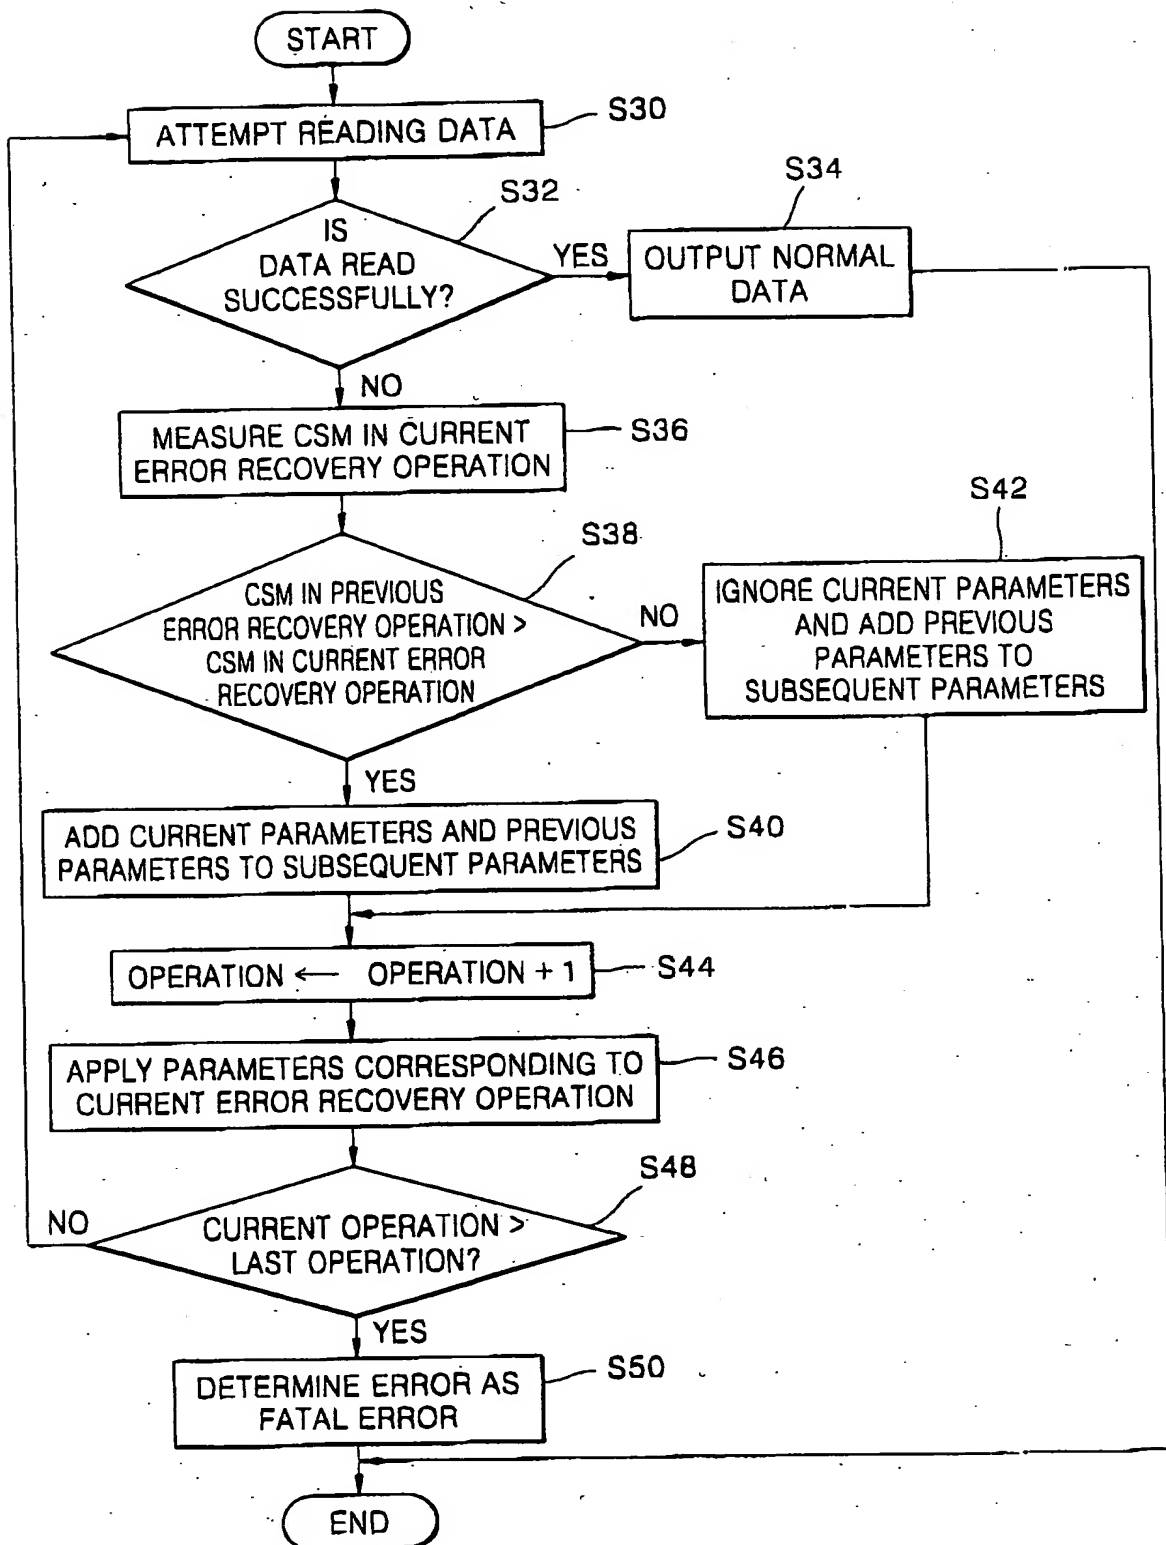 START
ATTEMPT READING DATA
S30
IS
DATA READ
SUCCESSFULLY?
S32
YES
OUTPUT NORMAL
DATA
S34
NO
MEASURE CSM IN CURRENT
ERROR RECOVERY OPERATION
S36
CSM IN PREVIOUS
ERROR RECOVERY OPERATION >
CSM IN CURRENT ERROR
RECOVERY OPERATION
S38
NO
IGNORE CURRENT PARAMETERS
AND ADD PREVIOUS
PARAMETERS TO
SUBSEQUENT PARAMETERS
S42
YES
ADD CURRENT PARAMETERS AND PREVIOUS
PARAMETERS TO SUBSEQUENT PARAMETERS
S40
OPERATION ← OPERATION + 1
S44
APPLY PARAMETERS CORRESPONDING TO
CURRENT ERROR RECOVERY OPERATION
S46
CURRENT OPERATION >
LAST OPERATION?
S48
NO
YES
DETERMINE ERROR AS
FATAL ERROR
S50
END